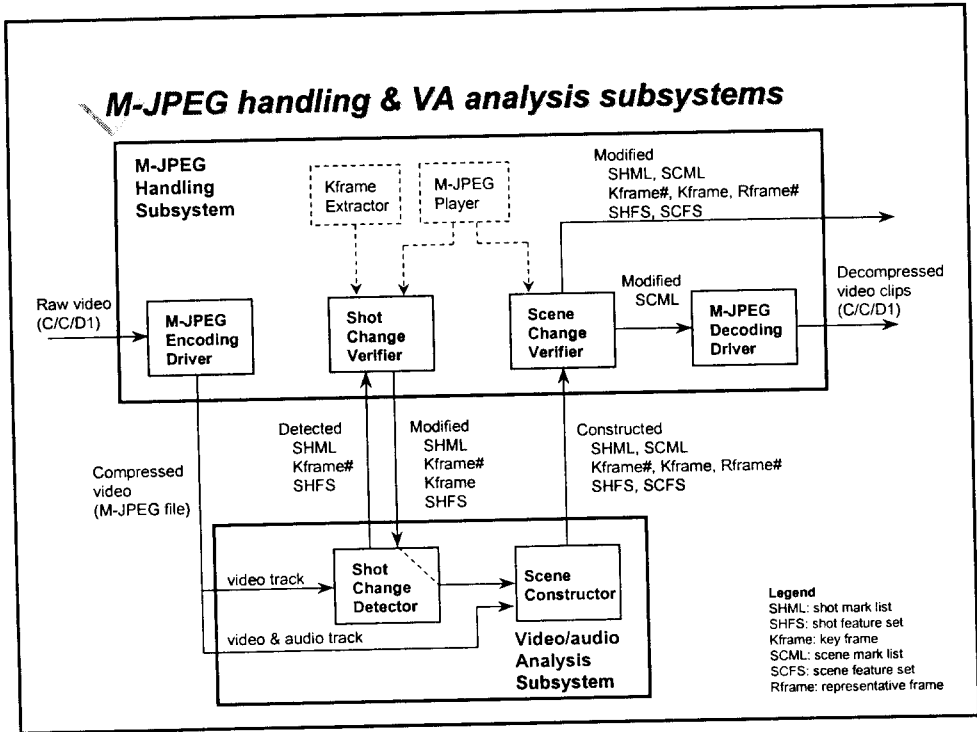 M-JPEG handling & VA analysis subsystems
M-JPEG
Handling
Subsystem
Kframe
Extractor
M-JPEG
Player
Modified
SHML, SCML
Kframe#, Kframe, Rframe#
SHFS, SCFS
Raw video
(C/C/D1)
M-JPEG
Encoding
Driver
Shot
Change
Verifier
Scene
Change
Verifier
Modified
SCML
M-JPEG
Decoding
Driver
Decompressed
video clips
(C/C/D1)
Compressed
video
(M-JPEG file)
Detected
SHML
Kframe#
SHFS
Modified
SHML
Kframe#
Kframe
SHFS
Constructed
SHML, SCML
Kframe#, Kframe, Rframe#
SHFS, SCFS
video track
Shot
Change
Detector
Scene
Constructor
video & audio track
Video/audio
Analysis
Subsystem
Legend
SHML: shot mark list
SHFS: shot feature set
Kframe: key frame
SCML: scene mark list
SCFS: scene feature set
Rframe: representative frame